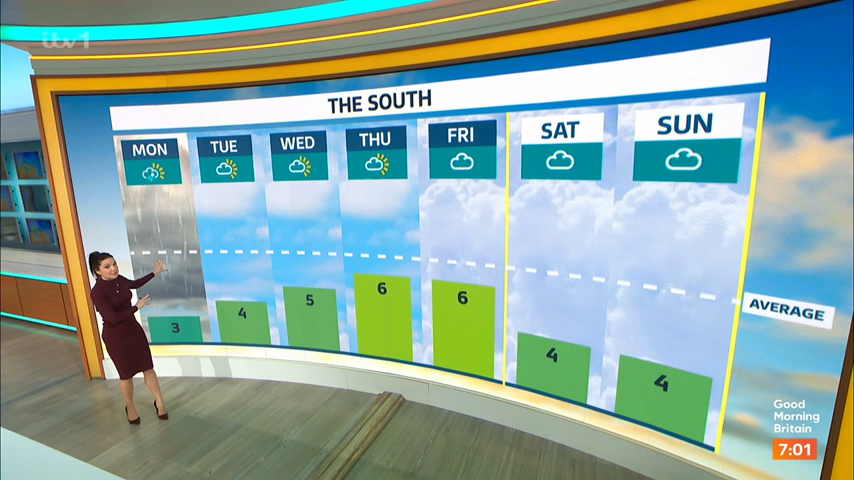 itv1
THE SOUTH
MON
TUE
WED
THU
FRI
SAT
SUN
3
4
5
6
6
4
4
AVERAGE
Good
Morning
Britain
7:01